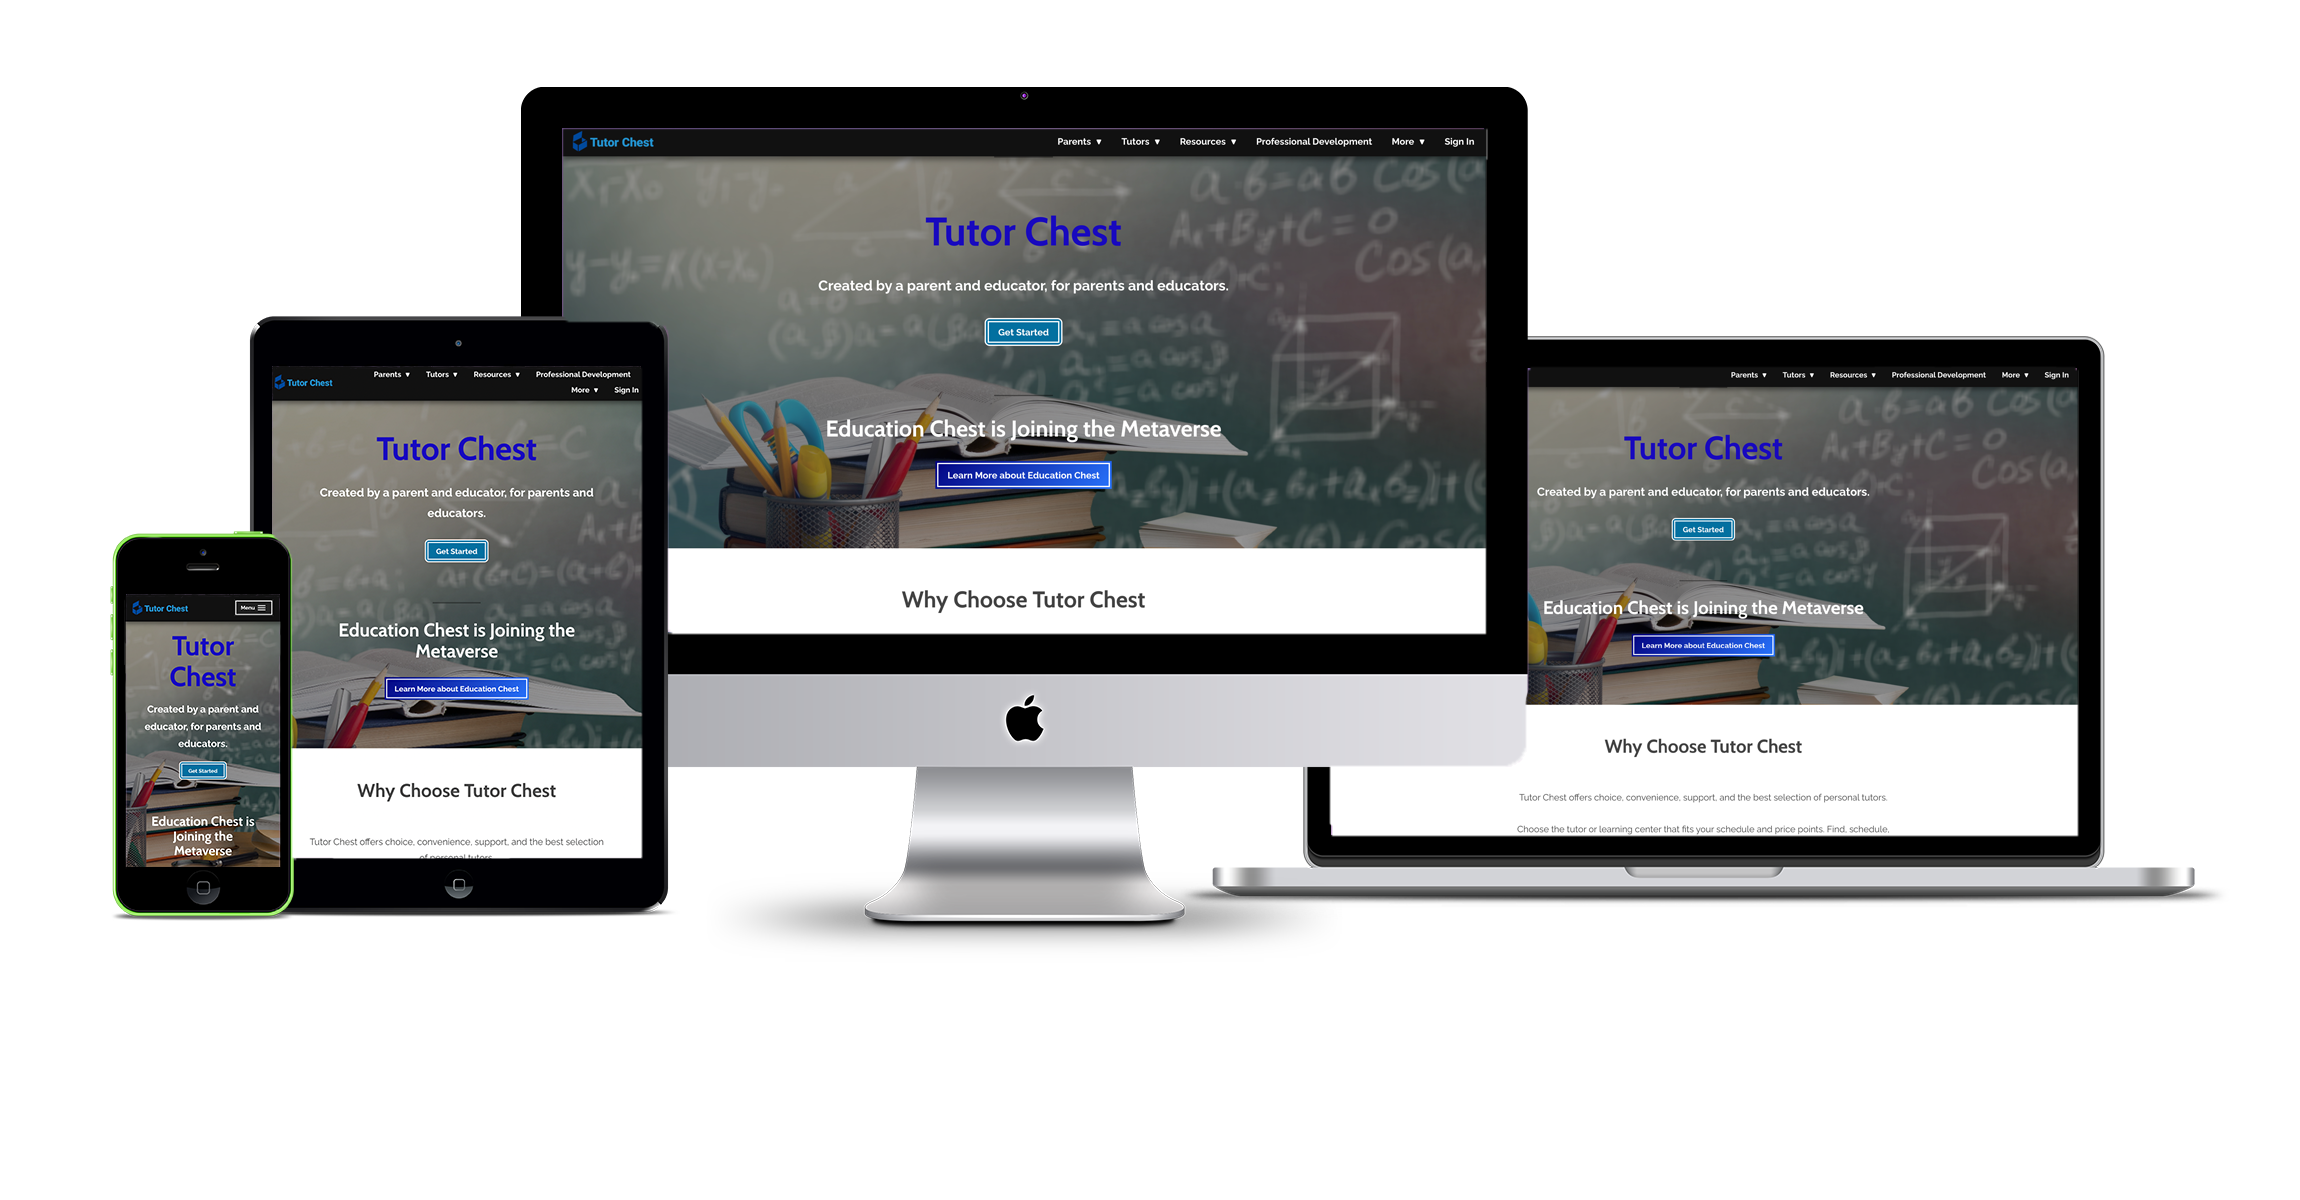 Tutor Chest
Parents ▼ Tutors ▼ Resources ▼ Professional Development More ▼ Sign In
Tutor Chest
Created by a parent and educator, for parents and educators.
Get Started
Education Chest is Joining the Metaverse
Learn More about Education Chest
Why Choose Tutor Chest
Tutor Chest
Parents ▼ Tutors ▼ Resources ▼ Professional Development
More ▼ Sign In
Tutor Chest
Created by a parent and educator, for parents and
educators.
Get Started
Education Chest is Joining the
Metaverse
Learn More about Education Chest
Why Choose Tutor Chest
Tutor Chest offers choice, convenience, support, and the best selection
of personal tutors.
Tutor Chest
Menu
Tutor
Chest
Created by a parent and
educator, for parents and
educators.
Get Started
Education Chest is
Joining the
Metaverse
Parents ▼ Tutors ▼ Resources ▼ Professional Development More ▼ Sign In
Tutor Chest
Created by a parent and educator, for parents and educators.
Get Started
Education Chest is Joining the Metaverse
Learn More about Education Chest
Why Choose Tutor Chest
Tutor Chest offers choice, convenience, support, and the best selection of personal tutors.
Choose the tutor or learning center that fits your schedule and price points. Find, schedule,